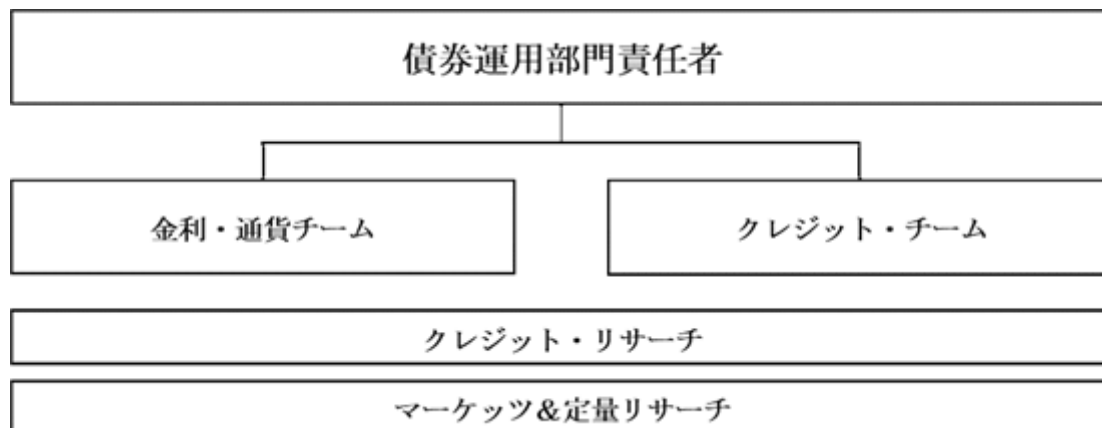 債券運用部門責任者
金利・通貨チーム
クレジット・チーム
クレジット・リサーチ
マーケッツ&定量リサーチ